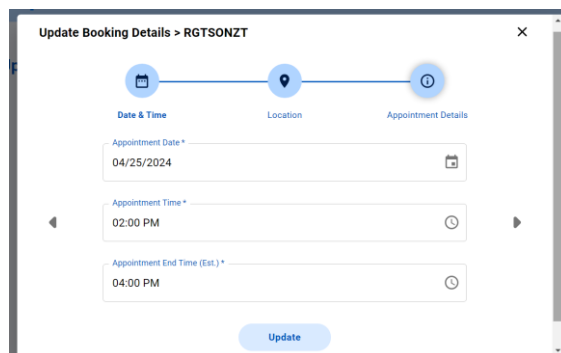 Update Booking Details > RGTSONZT
Date & Time
Location
Appointment Details
Appointment Date *
04/25/2024
Appointment Time *
02:00 PM
Appointment End Time (Est.) *
04:00 PM
Update